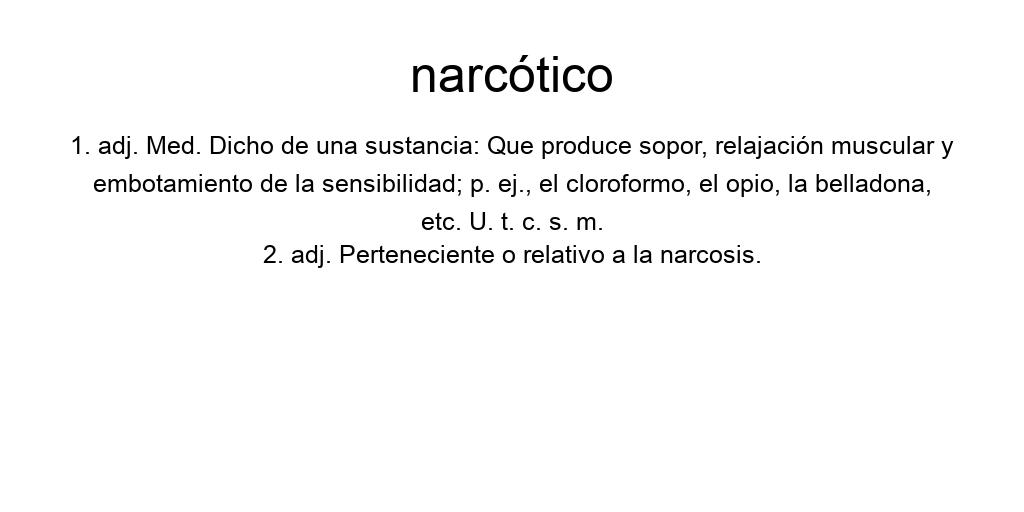 narcótico
1. adj. Med. Dicho de una sustancia: Que produce sopor, relajación muscular y
embotamiento de la sensibilidad; p. ej., el cloroformo, el opio, la belladona,
etc. U. t. c. s. m.
2. adj. Perteneciente o relativo a la narcosis.